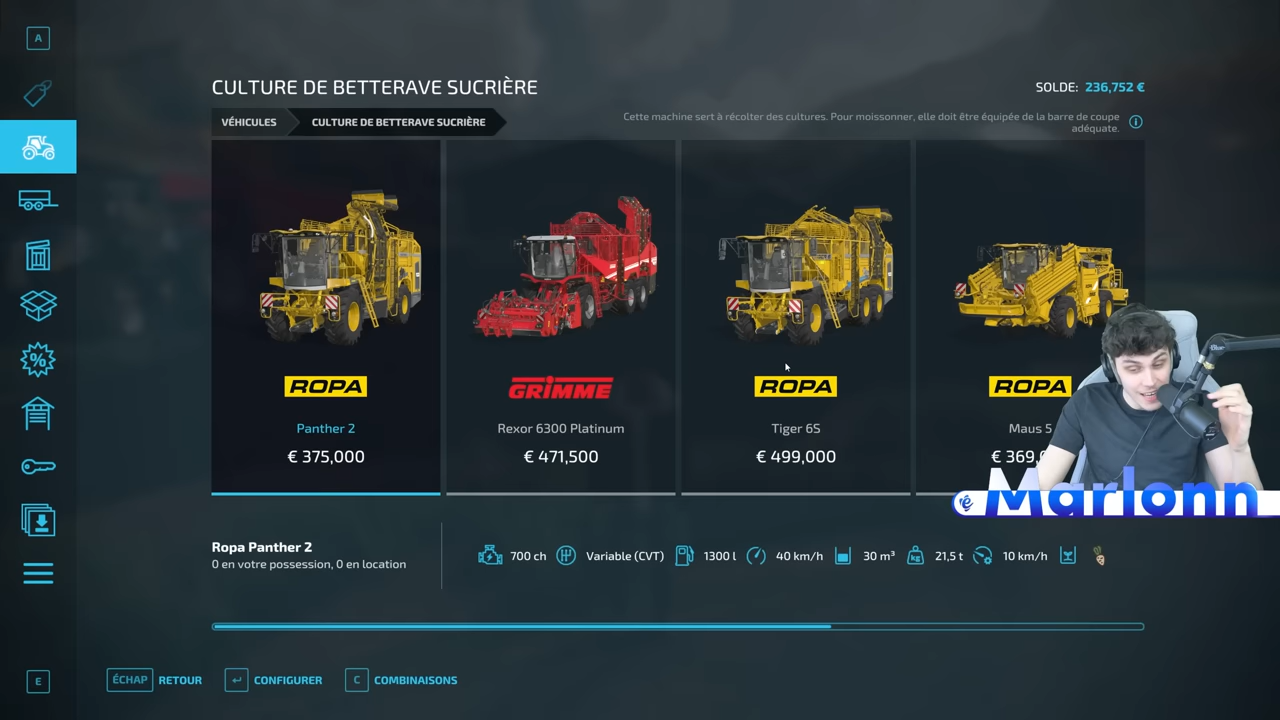 A
CULTURE DE BETTERAVE SUCRIÈRE
SOLDE: 236,752 €
VÉHICULES
CULTURE DE BETTERAVE SUCRIÈRE
Cette machine sert à récolter des cultures. Pour moissonner, elle doit être équipée de la barre de coupe
adéquate.
ROPA
GRIMME
ROPA
ROPA
Panther 2
Rexor 6300 Platinum
Tiger 6S
Maus 5
€ 375,000
€ 471,500
€ 499,000
€ 369,0
Marlonn
Ropa Panther 2
0 en votre possession, 0 en location
700 ch
Variable (CVT)
1300 l
40 km/h
30 m³
21,5 t
10 km/h
E
ÉCHAP RETOUR
CONFIGURER
C COMBINAISONS